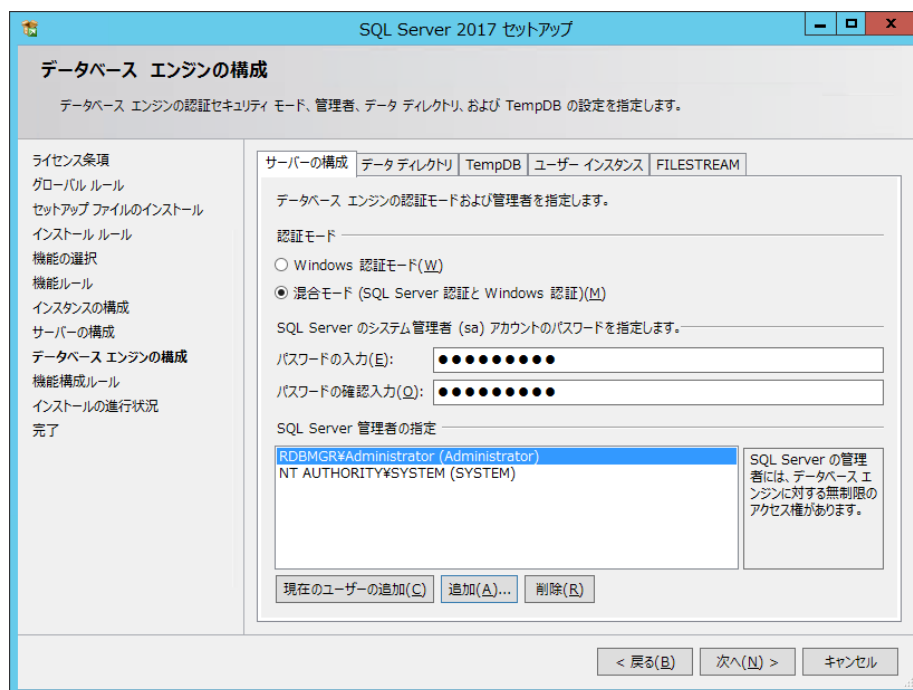 SQL Server 2017 セットアップ
データベース エンジンの構成
データベース エンジンの認証セキュリティ モード、管理者、データ ディレクトリ、および TempDB の設定を指定します。
ライセンス条項
グローバル ルール
セットアップ ファイルのインストール
インストール ルール
機能の選択
機能ルール
インスタンスの構成
サーバーの構成
データベース エンジンの構成
機能構成ルール
インストールの進行状況
完了
サーバーの構成 データ ディレクトリ TempDB ユーザー インスタンス FILESTREAM
データベース エンジンの認証モードおよび管理者を指定します。
認証モード
Windows 認証モード(W)
混合モード (SQL Server 認証と Windows 認証)(M)
SQL Server のシステム管理者 (sa) アカウントのパスワードを指定します。
パスワードの入力(E): ●●●●●●●●●
パスワードの確認入力(O): ●●●●●●●●●
SQL Server 管理者の指定
RDBMGR¥Administrator (Administrator)
NT AUTHORITY¥SYSTEM (SYSTEM)
SQL Server の管理
者には、データベース エ
ンジンに対する無制限の
アクセス権があります。
現在のユーザーの追加(C) 追加(A)... 削除(R)
< 戻る(B) 次へ(N) > キャンセル